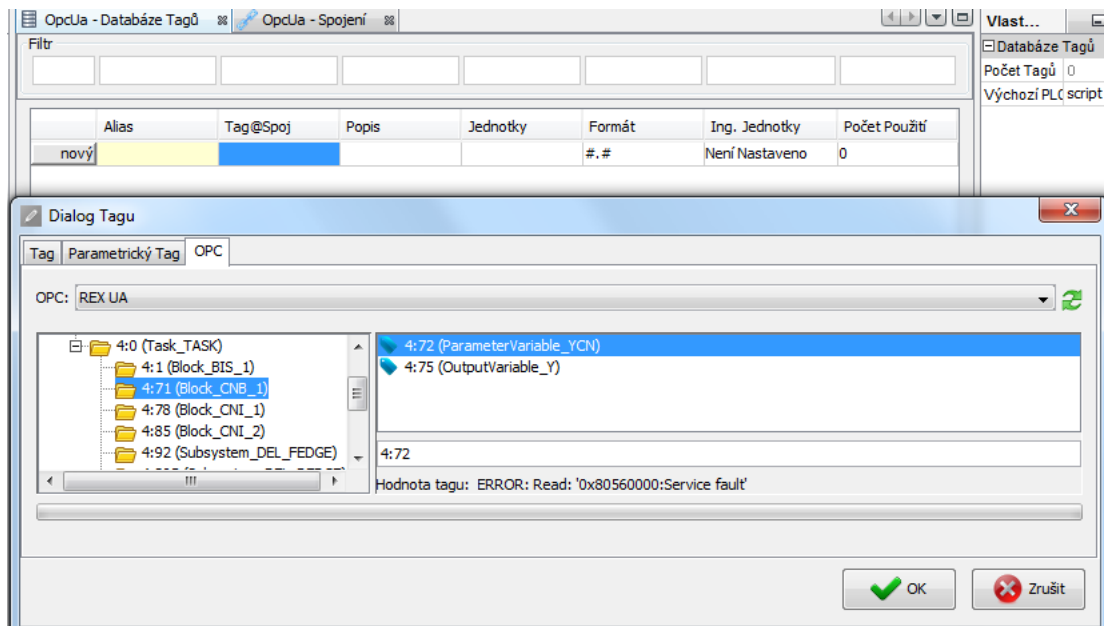 OpcUa - Databáze Tagů OpcUa - Spojení Vlast...
Filtr
Databáze Tagů
Počet Tagů 0
Výchozí PLC script
Alias Tag@Spoj Popis Jednotky Formát Ing. Jednotky Počet Použití
nový #.# Není Nastaveno 0
Dialog Tagu
Tag Parametrický Tag OPC
OPC: REX UA
4:0 (Task_TASK)
4:1 (Block_BIS_1)
4:71 (Block_CNB_1)
4:78 (Block_CNI_1)
4:85 (Block_CNI_2)
4:92 (Subsystem_DEL_FEDGE)
4:72 (ParameterVariable_YCN)
4:75 (OutputVariable_Y)
4:72
Hodnota tagu: ERROR: Read: '0x80560000:Service fault'
OK Zrušit